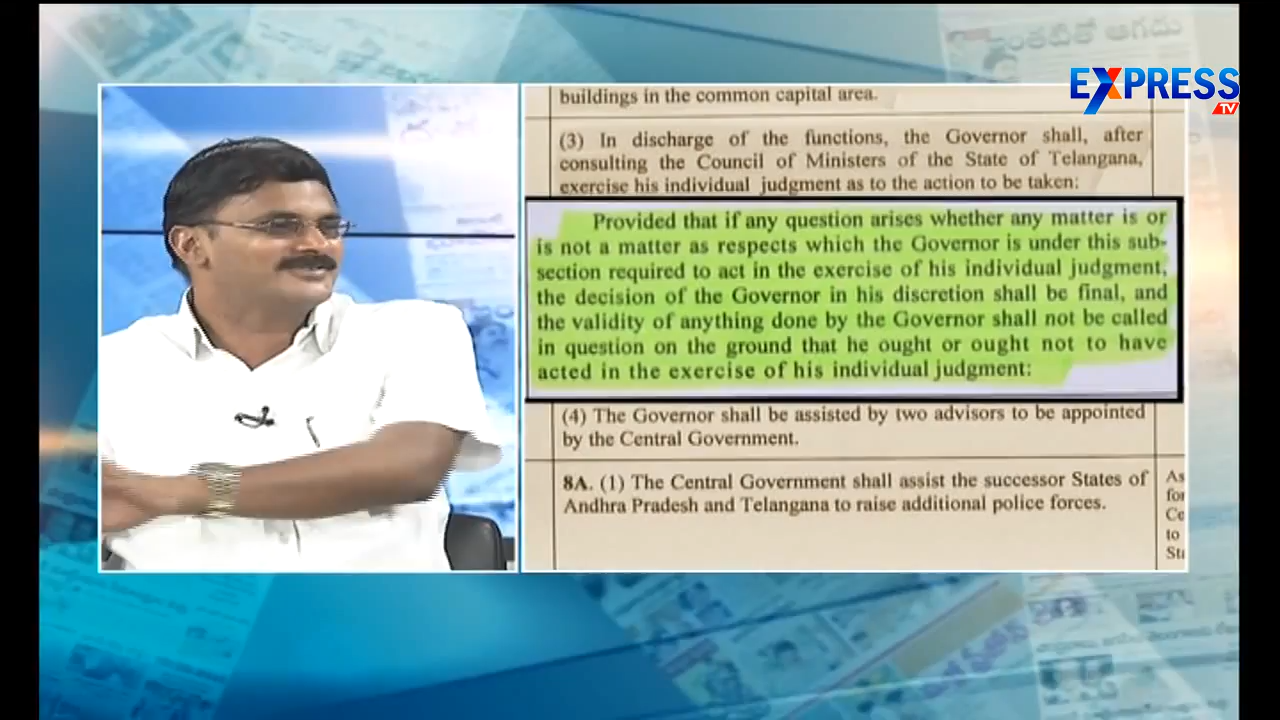 ఇంతటితో ఆగదు
EXPRESS
TV
buildings in the common capital area.
(3) In discharge of the functions, the Governor shall, after
consulting the Council of Ministers of the State of Telangana,
exercise his individual judgment as to the action to be taken:
Provided that if any question arises whether any matter is or
is not a matter as respects which the Governor is under this sub-
section required to act in the exercise of his individual judgment,
the decision of the Governor in his discretion shall be final, and
the validity of anything done by the Governor shall not be called
in question on the ground that he ought or ought not to have
acted in the exercise of his individual judgment:
(4) The Governor shall be assisted by two advisors to be appointed
by the Central Government.
8A. (1) The Central Government shall assist the successor States of
Andhra Pradesh and Telangana to raise additional police forces.
As
for
Ce
to
Sta